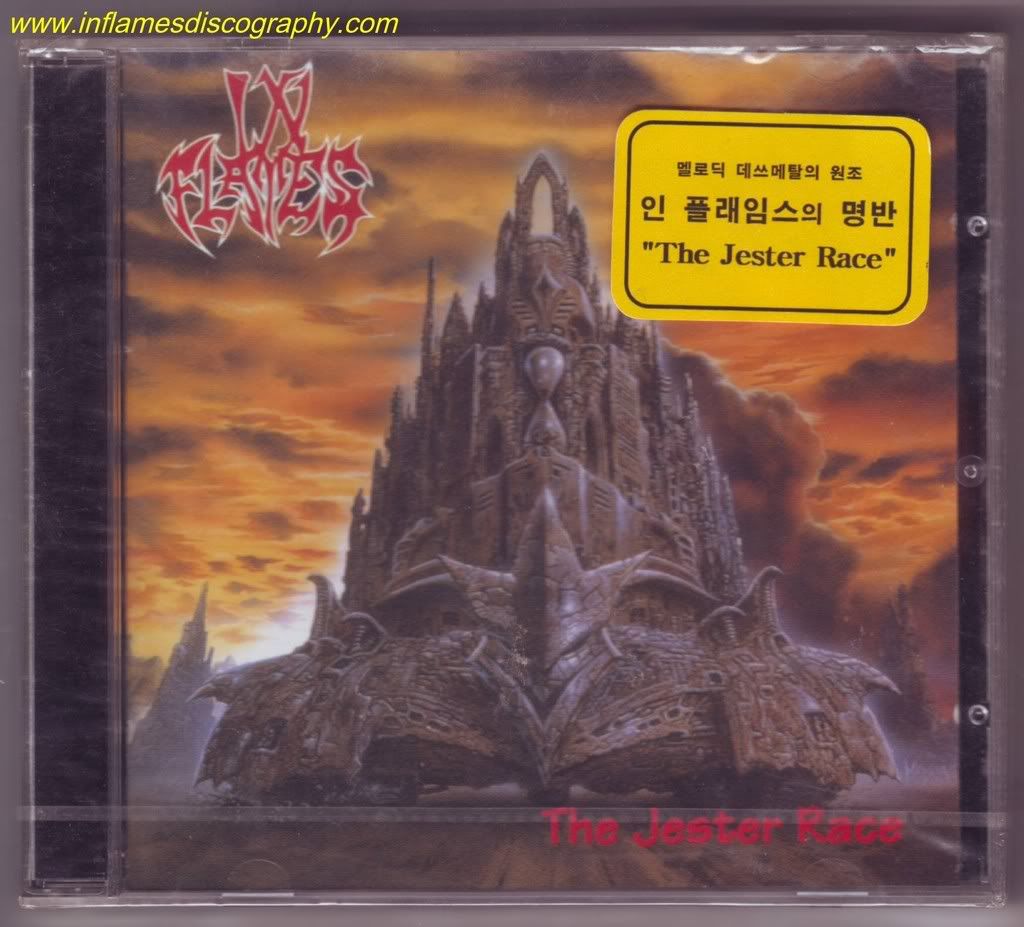 www.inflamesdiscography.com
IN
FLAMES
멜로딕 데쓰메탈의 원조
인 플래임스의 명반
"The Jester Race"
The Jester Race